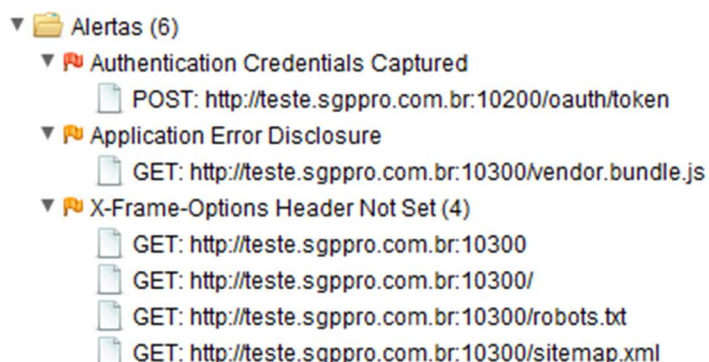 Alertas (6)
Authentication Credentials Captured
POST: http://teste.sgppro.com.br:10200/oauth/token
Application Error Disclosure
GET: http://teste.sgppro.com.br:10300/vendor.bundle.js
X-Frame-Options Header Not Set (4)
GET: http://teste.sgppro.com.br:10300
GET: http://teste.sgppro.com.br:10300/
GET: http://teste.sgppro.com.br:10300/robots.txt
GET: http://teste.sgppro.com.br:10300/sitemap.xml